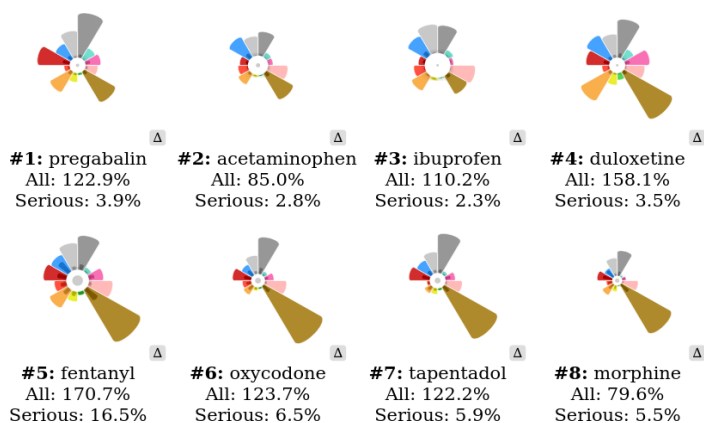 Δ Δ Δ Δ
#1: pregabalin #2: acetaminophen #3: ibuprofen #4: duloxetine
All: 122.9% All: 85.0% All: 110.2% All: 158.1%
Serious: 3.9% Serious: 2.8% Serious: 2.3% Serious: 3.5%
Δ Δ Δ Δ
#5: fentanyl #6: oxycodone #7: tapentadol #8: morphine
All: 170.7% All: 123.7% All: 122.2% All: 79.6%
Serious: 16.5% Serious: 6.5% Serious: 5.9% Serious: 5.5%